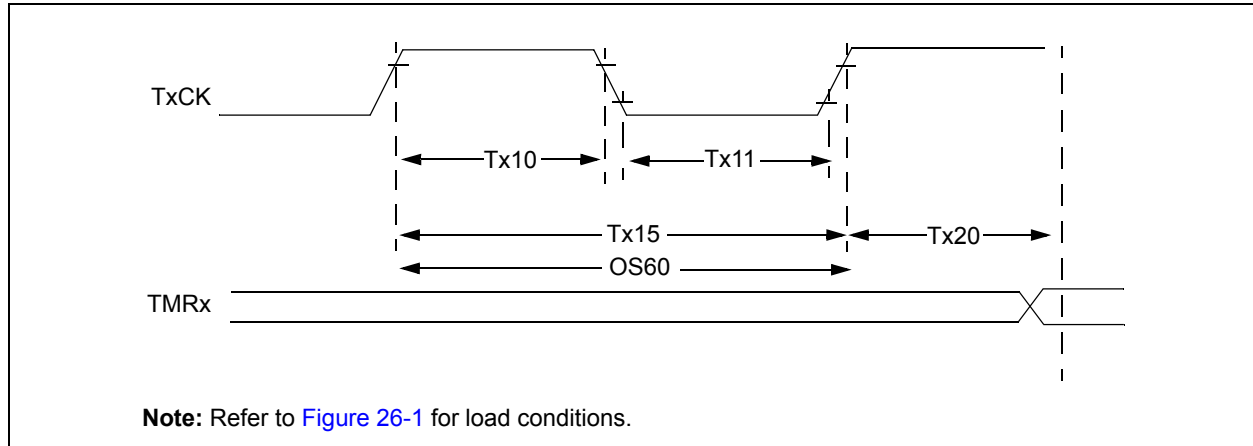 TxCK
Tx10
Tx11
Tx15
Tx20
OS60
TMRx
Note: Refer to Figure 26-1 for load conditions.